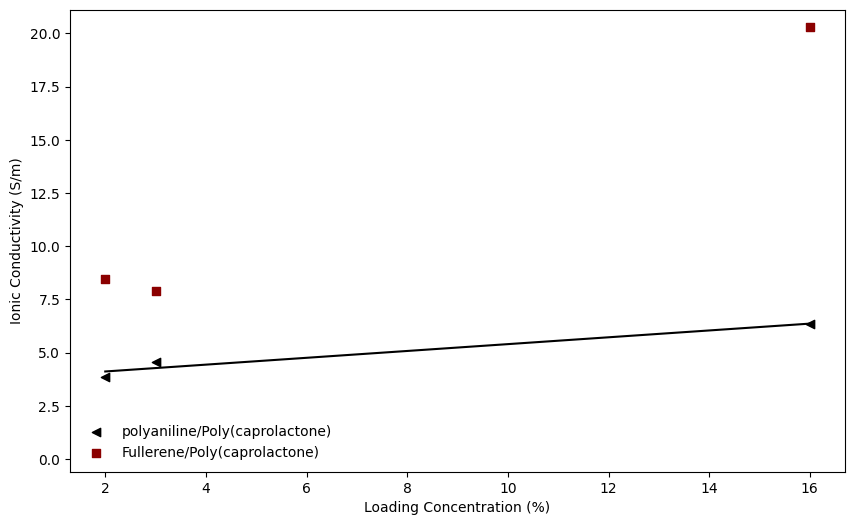 20.0
17.5
15.0
12.5
10.0
7.5
5.0
2.5
0.0
Ionic Conductivity (S/m)
polyaniline/Poly(caprolactone)
Fullerene/Poly(caprolactone)
2 4 6 8 10 12 14 16
Loading Concentration (%)